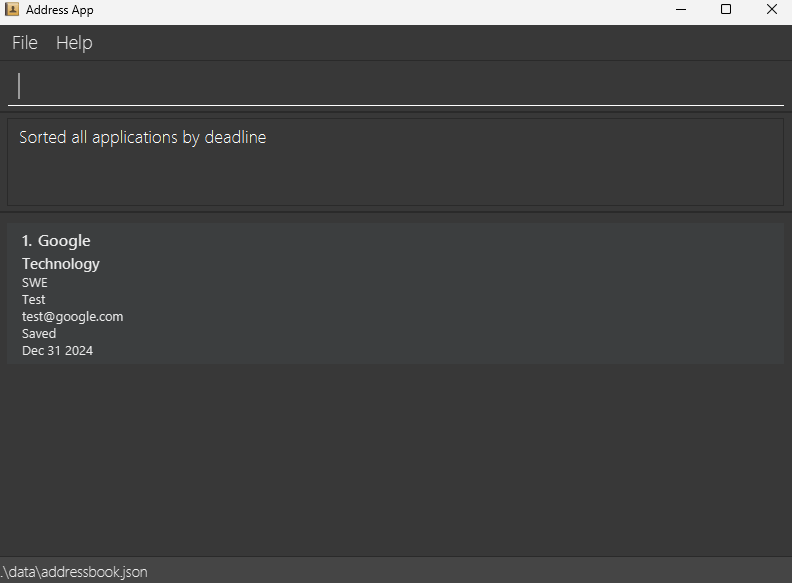 Address App
File Help
Sorted all applications by deadline
1. Google
Technology
SWE
Test
test@google.com
Saved
Dec 31 2024
.\data\addressbook.json